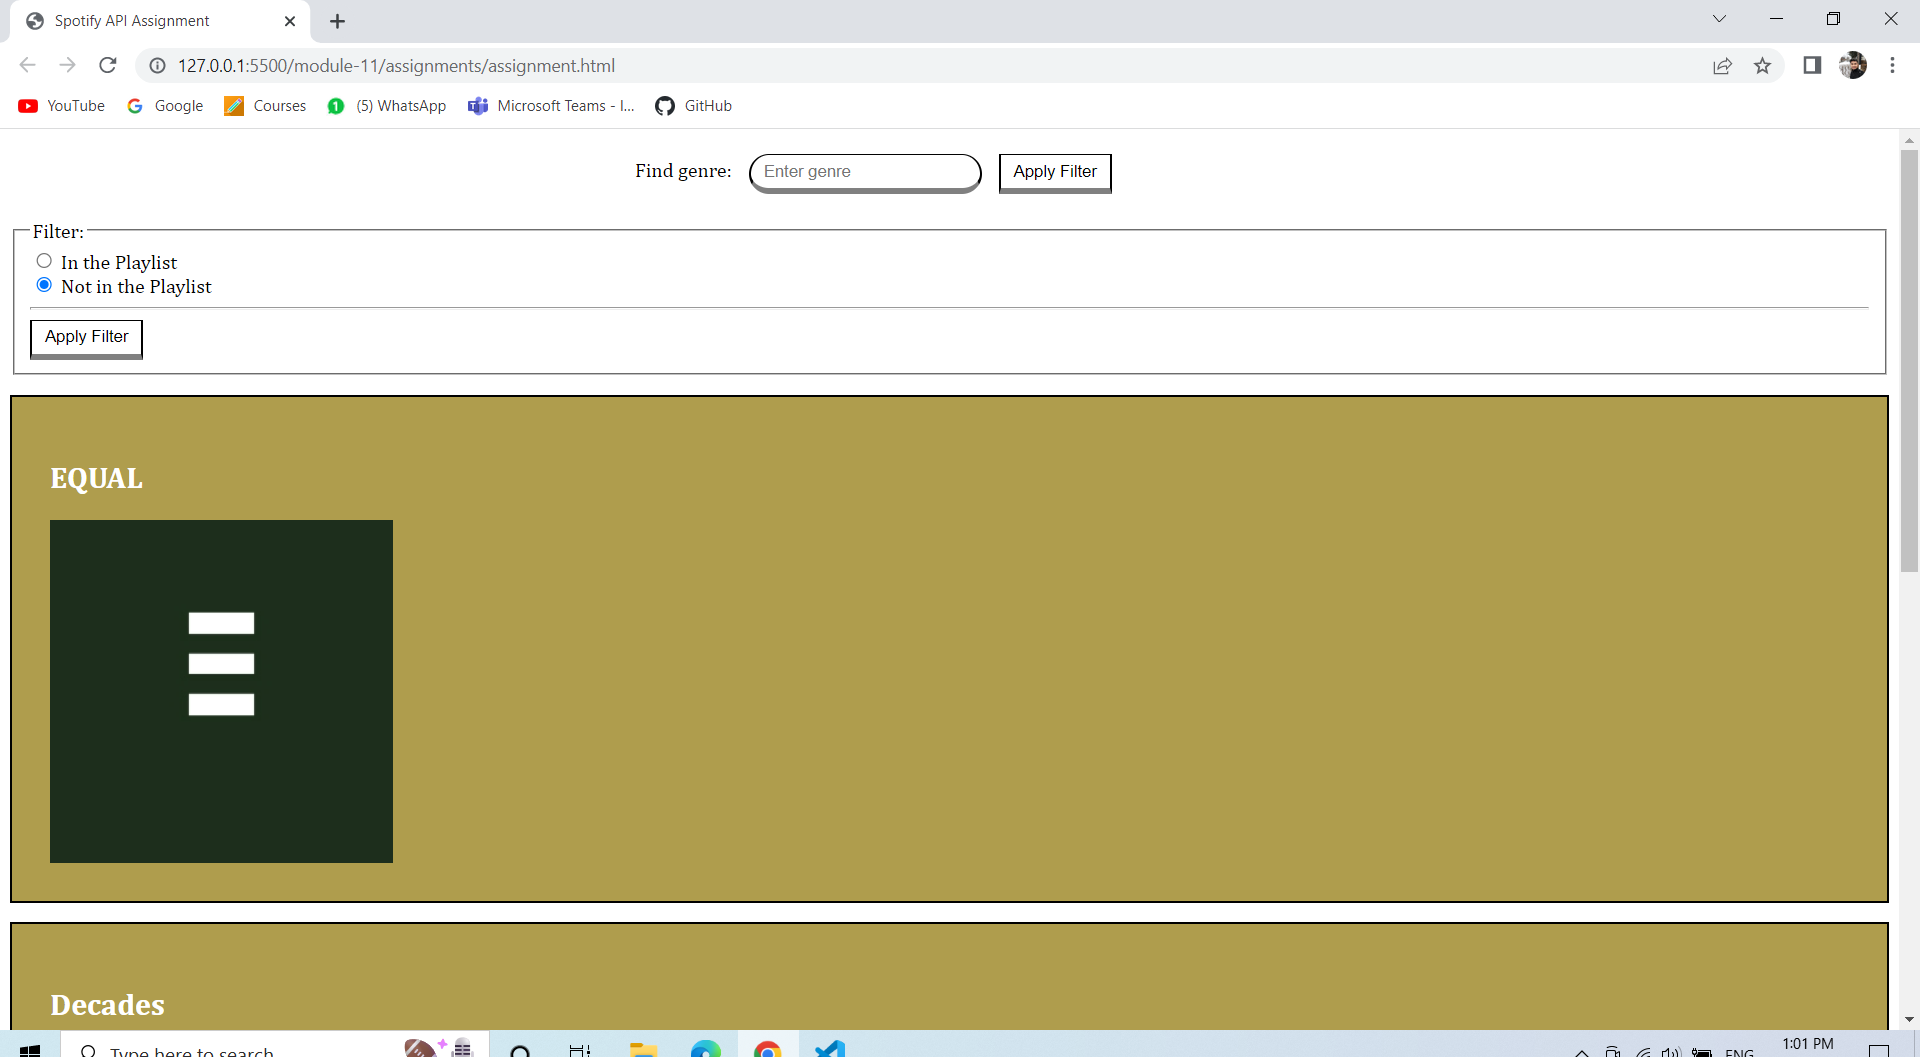 Spotify API Assignment
127.0.0.1:5500/module-11/assignments/assignment.html
YouTube Google Courses (5) WhatsApp Microsoft Teams - I... GitHub
Find genre: Enter genre Apply Filter
Filter:
In the Playlist
Not in the Playlist
Apply Filter
EQUAL
Decades
Type here to search
ENG 1:01 PM